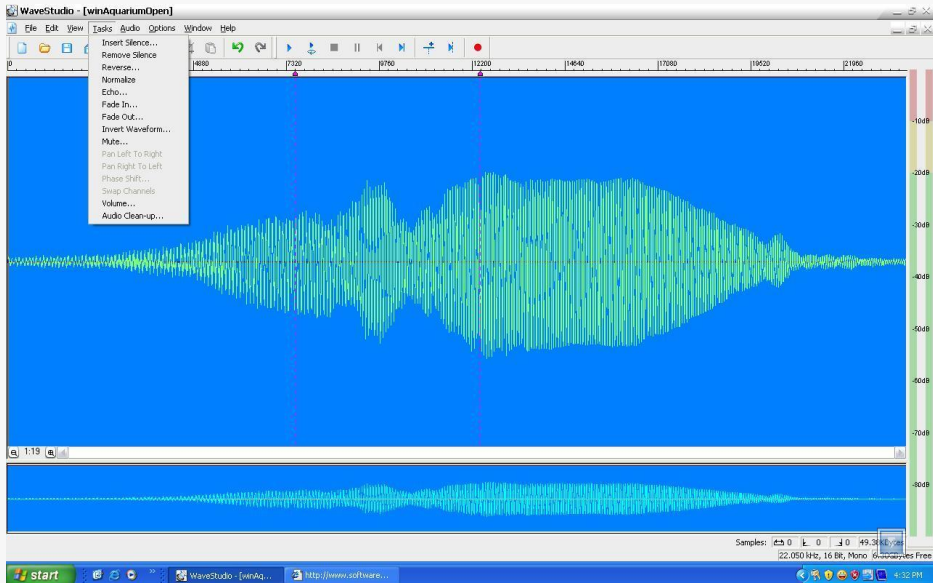 WaveStudio - [winAquariumOpen]
File Edit View Tasks Audio Options Window Help
0 4880 7320 9760 12200 14640 17080 19520 21960
Insert Silence...
Remove Silence
Reverse...
Normalize
Echo...
Fade In...
Fade Out...
Invert Waveform...
Mute...
Pan Left To Right
Pan Right To Left
Phase Shift...
Swap Channels
Volume...
Audio Clean-up...
-10dB
-20dB
-30dB
-40dB
-50dB
-60dB
-70dB
-80dB
1:19
Samples: 0 0 0
22.050 kHz, 16 Bit, Mono Free
start WaveStudio - [winAq... http://www.software... 4:32 PM